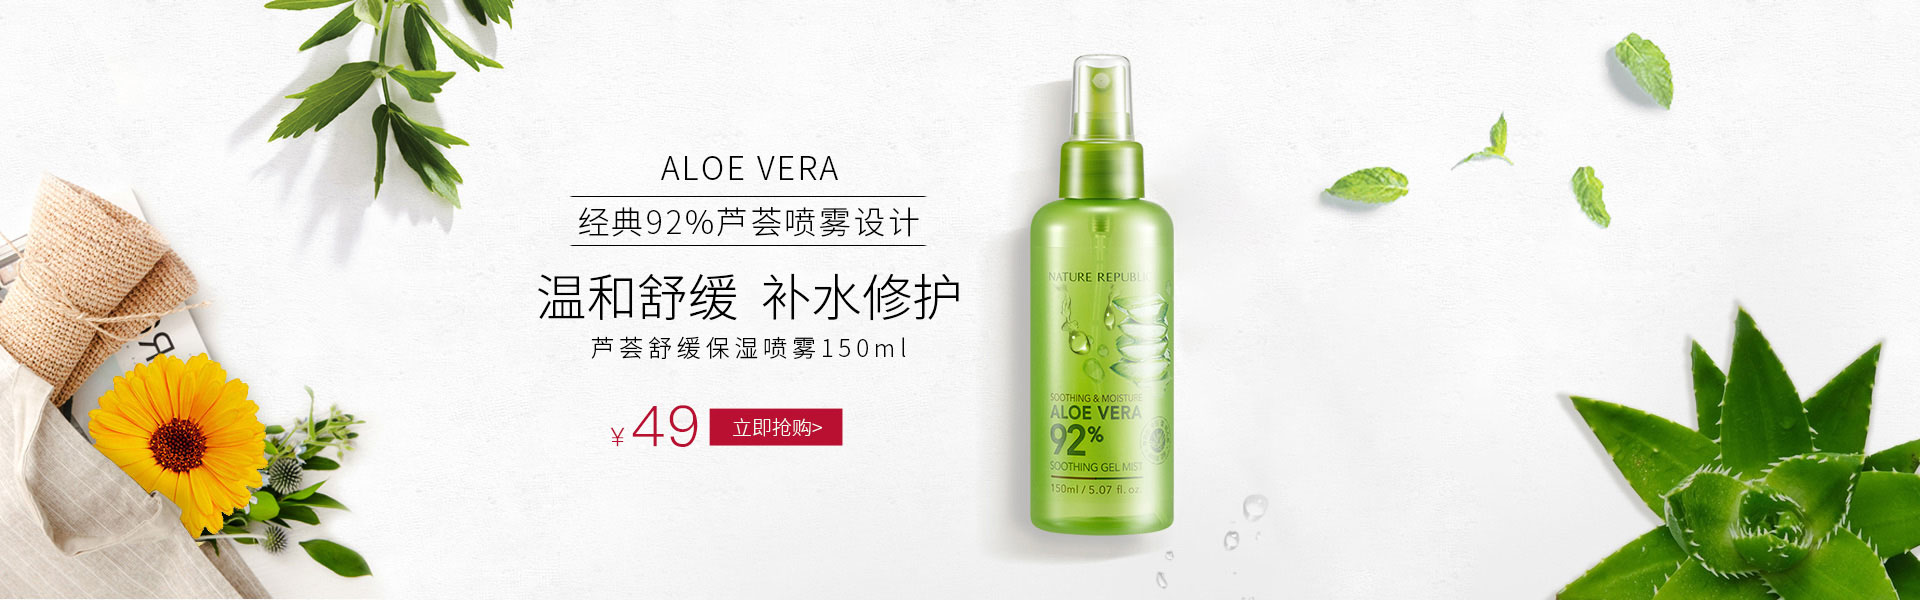 ALOE VERA
经典92%芦荟喷雾设计
温和舒缓 补水修护
芦荟舒缓保湿喷雾150ml
¥49
立即抢购>
NATURE REPUBLIC
SOOTHING & MOISTURE
ALOE VERA
92%
SOOTHING GEL MIST
150ml / 5.07 fl. oz.